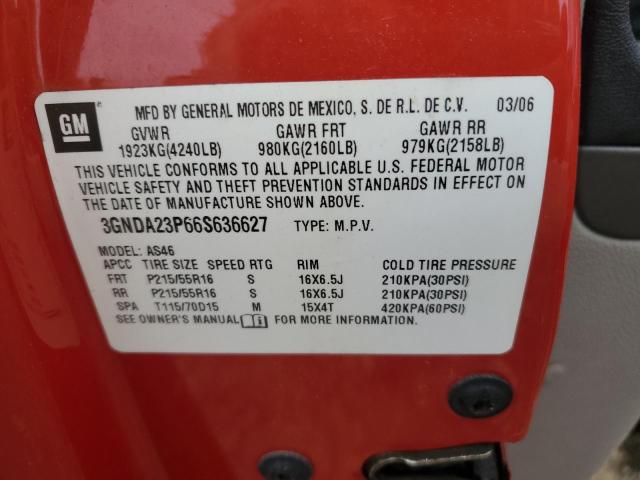 GM
MFD BY GENERAL MOTORS DE MEXICO, S. DE R.L. DE C.V. 03/06
GVWR GAWR FRT GAWR RR
1923KG(4240LB) 980KG(2160LB) 979KG(2158LB)
THIS VEHICLE CONFORMS TO ALL APPLICABLE U.S. FEDERAL MOTOR
VEHICLE SAFETY AND THEFT PREVENTION STANDARDS IN EFFECT ON
THE DATE OF MANUFACTURE SHOWN ABOVE.
3GNDA23P66S636627 TYPE: M.P.V.
MODEL: AS46
APCC TIRE SIZE SPEED RTG RIM COLD TIRE PRESSURE
FRT P215/55R16 S 16X6.5J 210KPA(30PSI)
RR P215/55R16 S 16X6.5J 210KPA(30PSI)
SPA T115/70D15 M 15X4T 420KPA(60PSI)
SEE OWNER'S MANUAL FOR MORE INFORMATION.